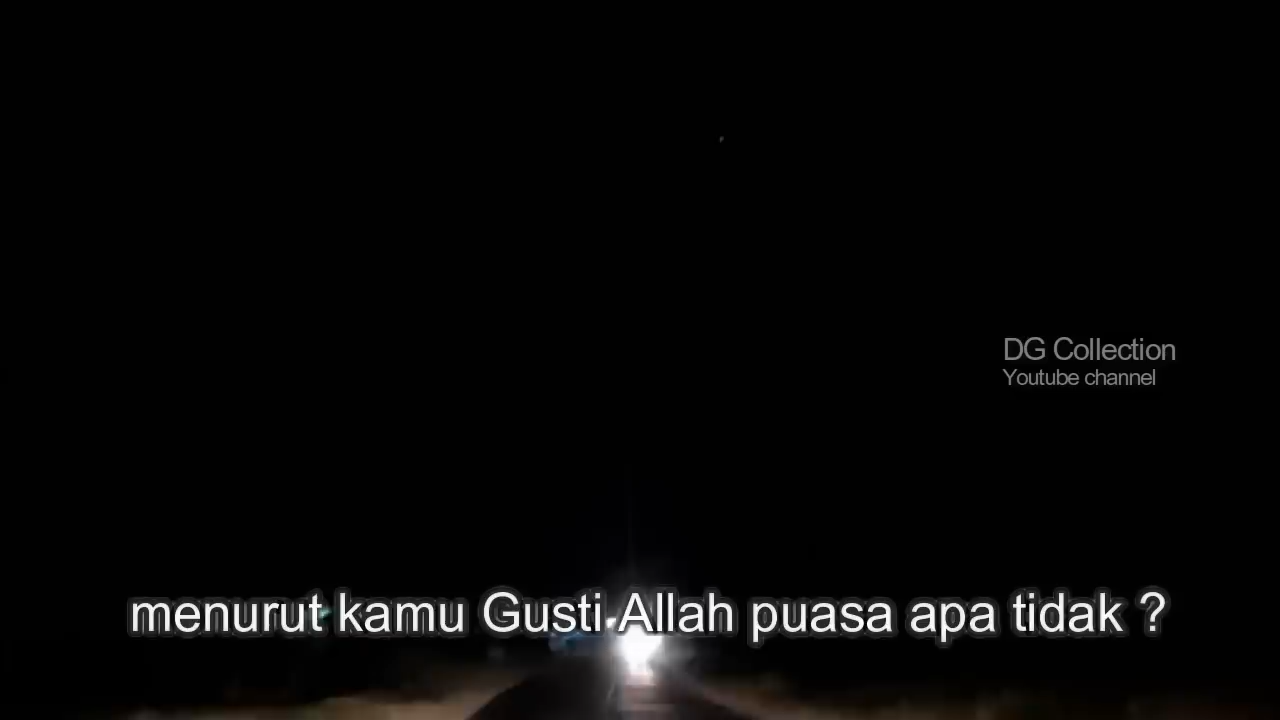 DG Collection
Youtube channel
menurut kamu Gusti Allah puasa apa tidak ?